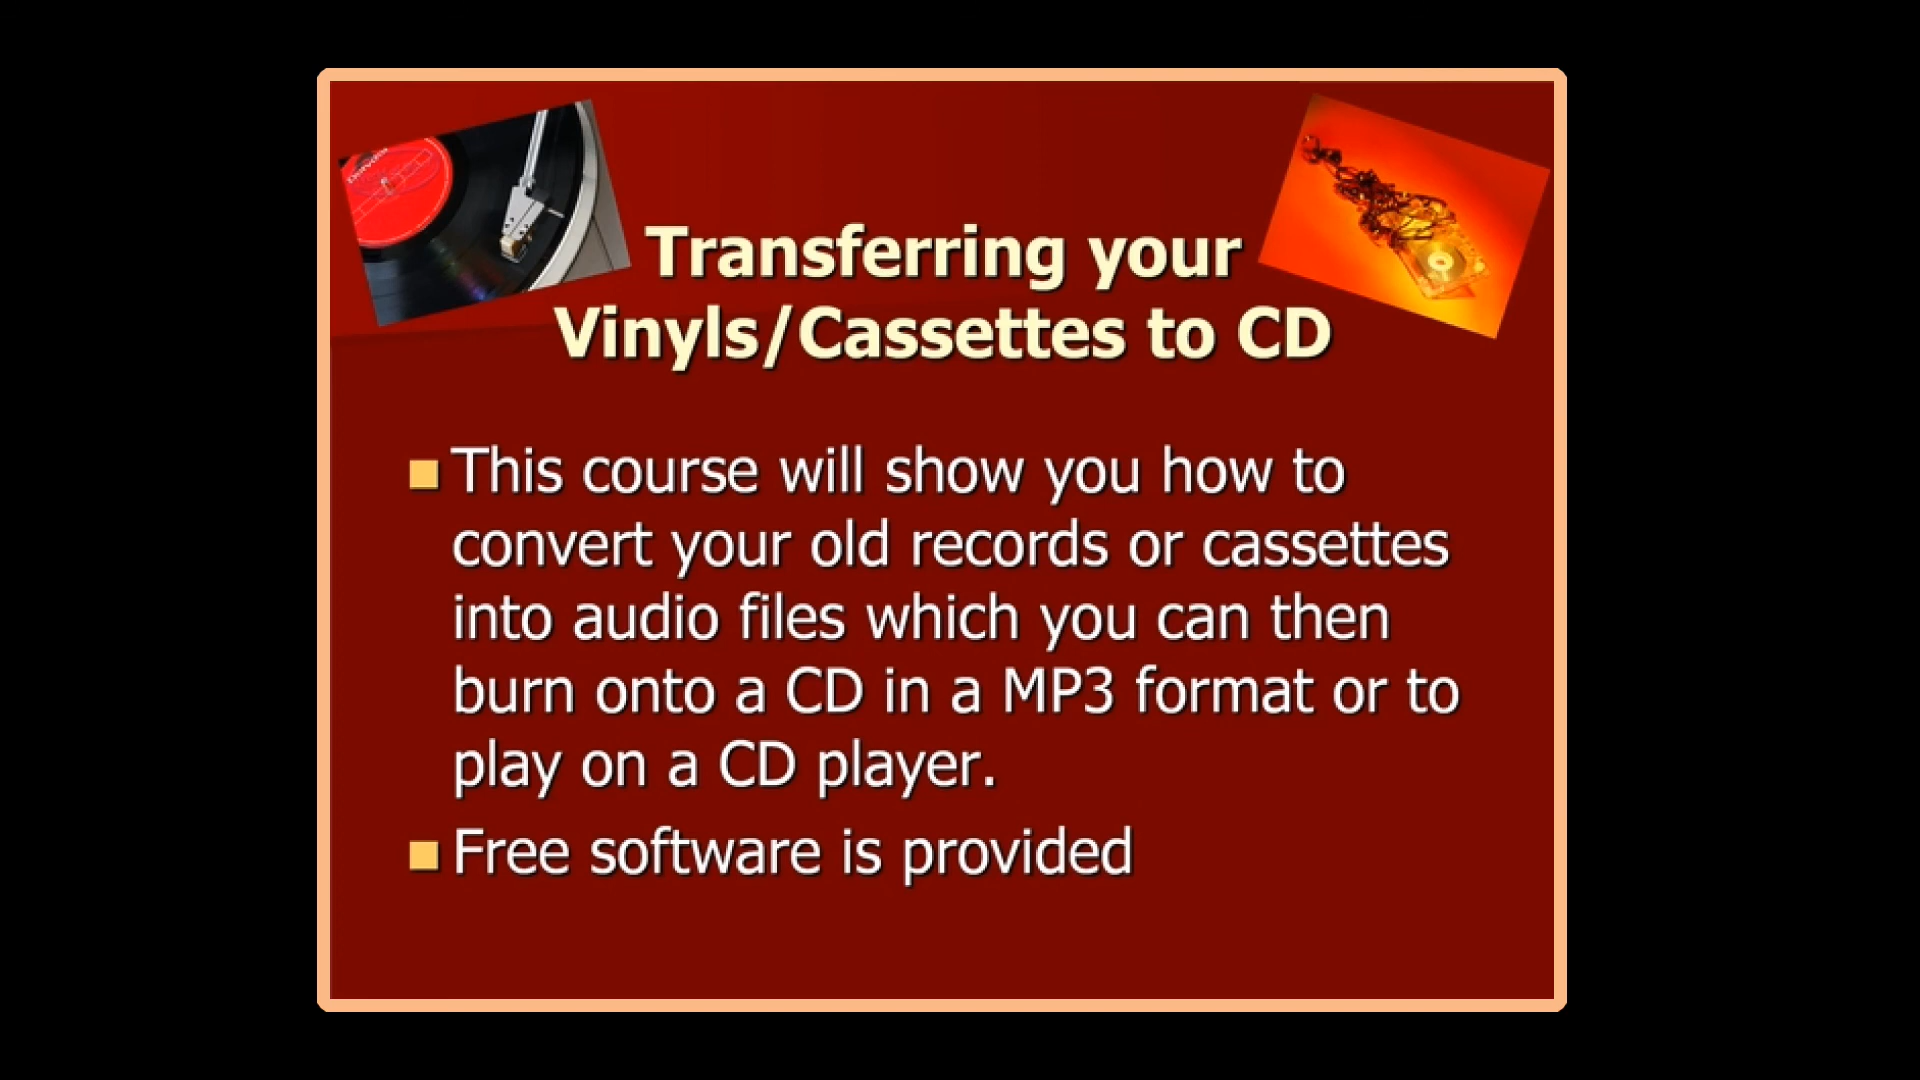 Transferring your
Vinyls/Cassettes to CD
This course will show you how to
convert your old records or cassettes
into audio files which you can then
burn onto a CD in a MP3 format or to
play on a CD player.
Free software is provided